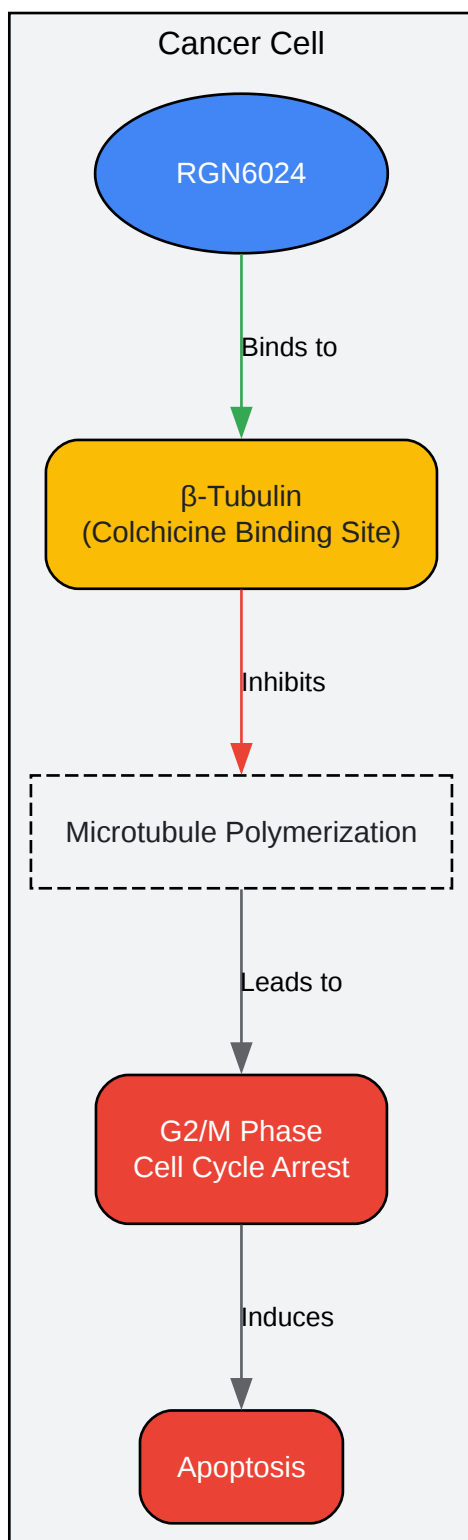 Cancer Cell
RGN6024
Binds to
β-Tubulin
(Colchicine Binding Site)
Inhibits
Microtubule Polymerization
Leads to
G2/M Phase
Cell Cycle Arrest
Induces
Apoptosis